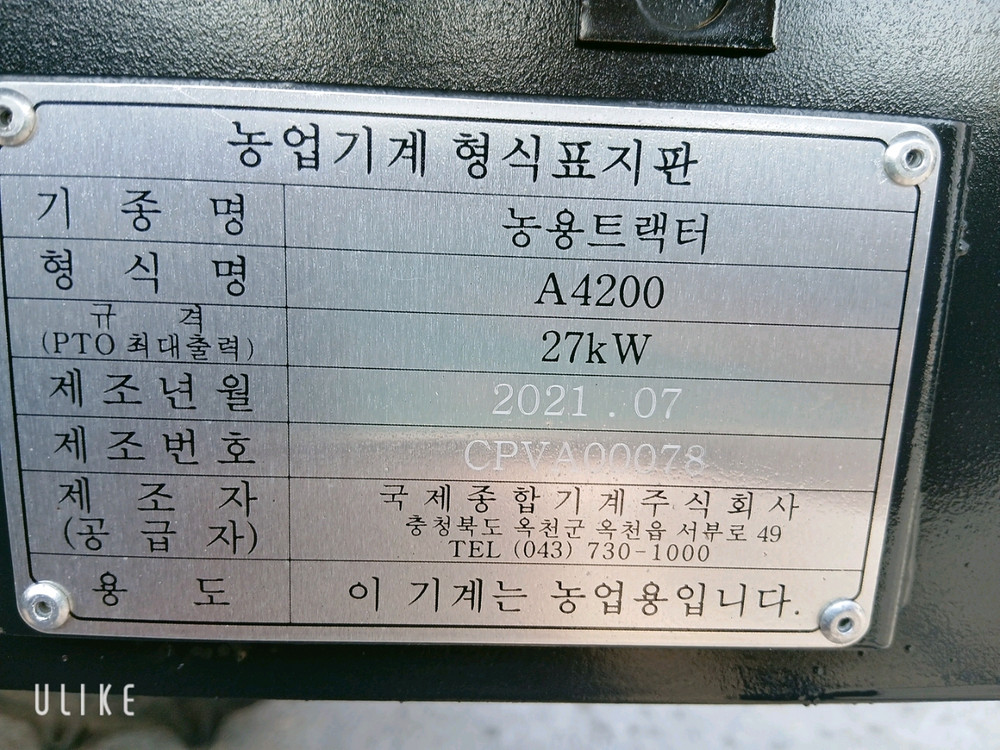 농업기계 형식표지판
기 종 명 농용트랙터
형 식 명 A4200
규 격
(PTO 최대출력) 27kW
제 조 년 월 2021 . 07
제 조 번 호 CPVA00078
제 조 자
(공 급 자)
국제종합기계주식회사
충청북도 옥천군 옥천읍 서부로 49
TEL (043) 730-1000
용 도 이 기계는 농업용입니다.
ULIKE